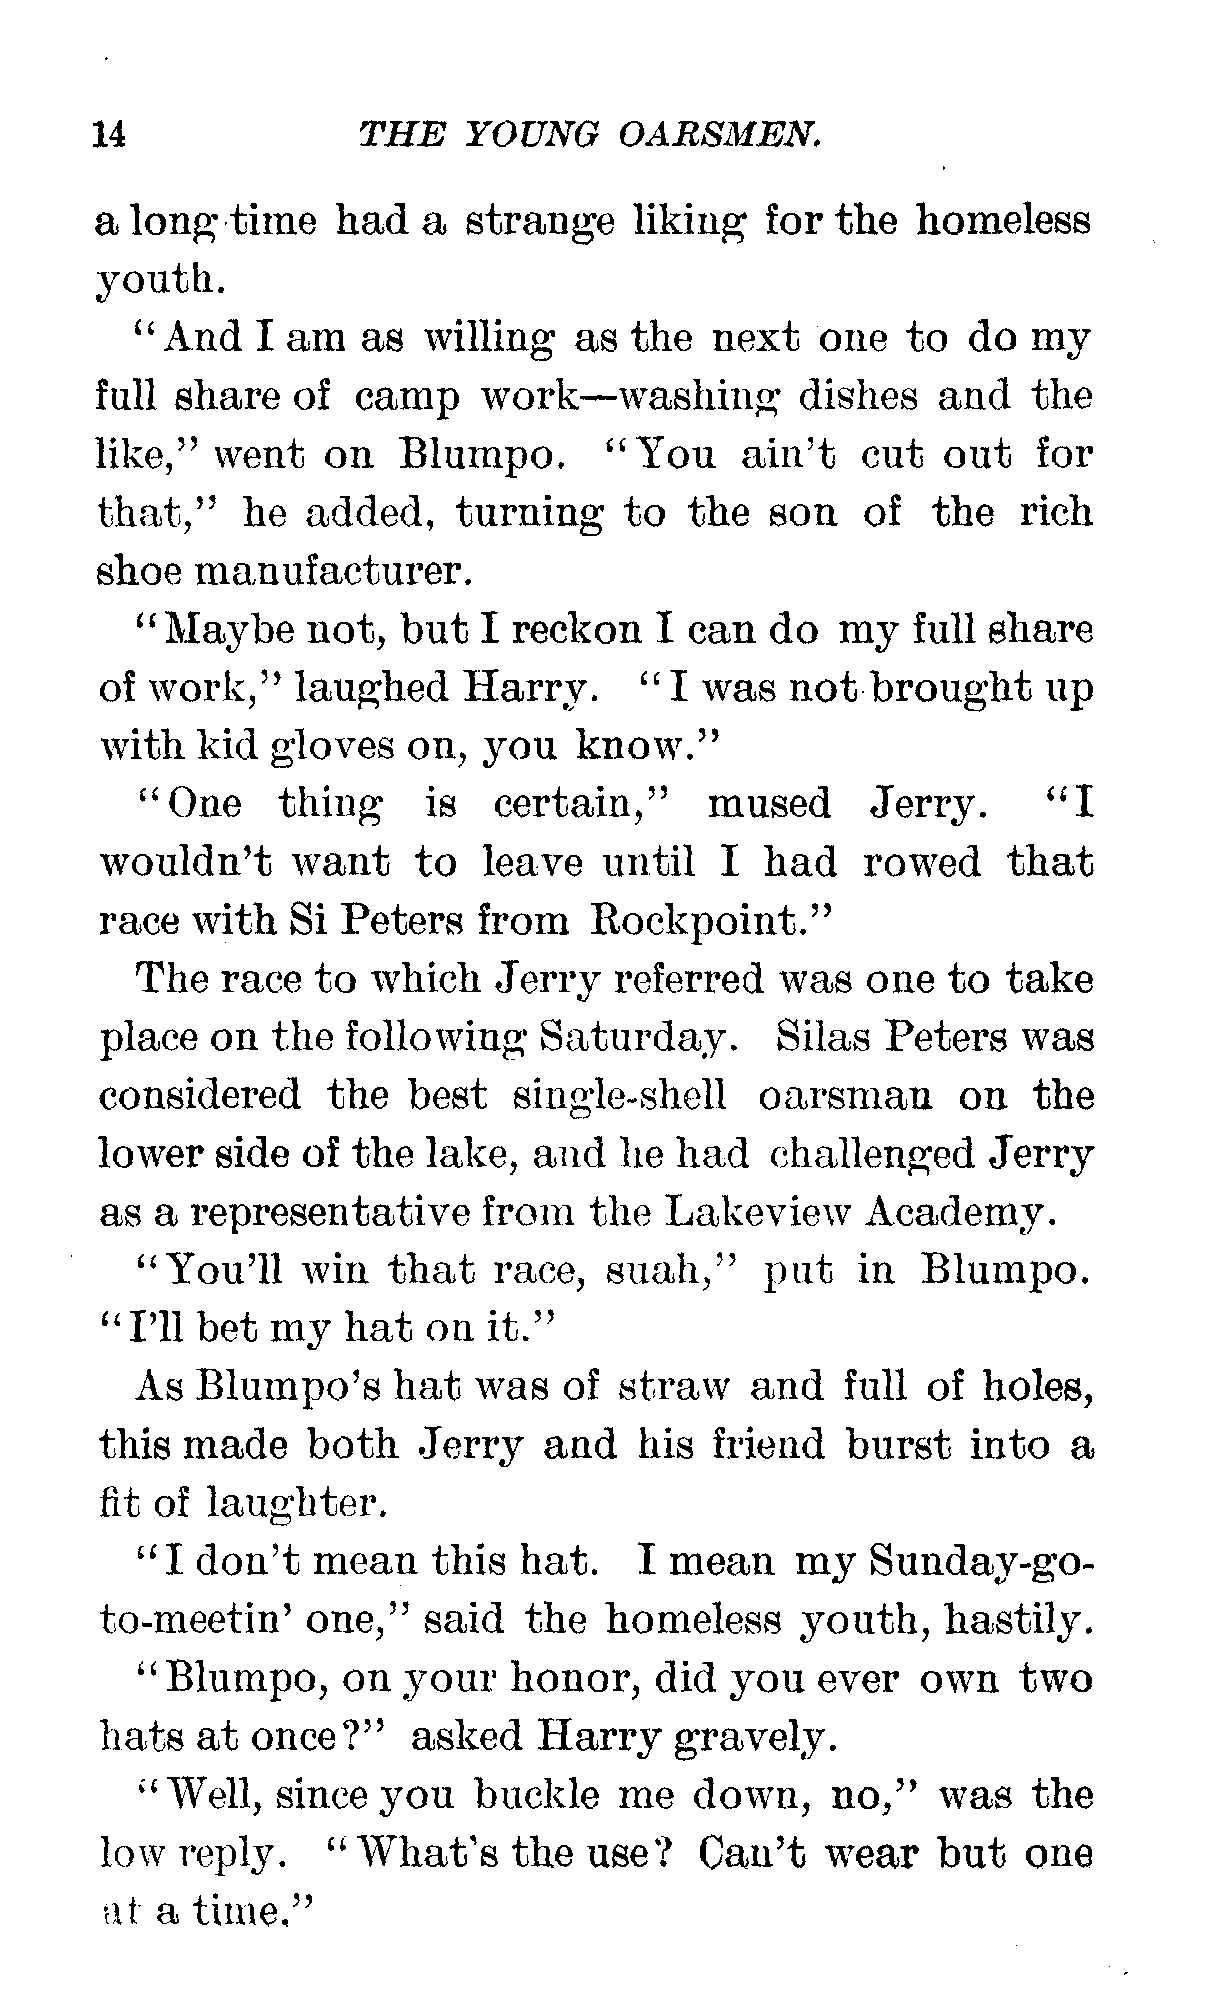 14 THE YOUNG OARSMEN.
a long time had a strange liking for the homeless
youth.
“And I am as willing as the next one to do my
full share of camp work—washing dishes and the
like,” went on Blumpo. “You ain’t cut out for
that,” he added, turning to the son of the rich
shoe manufacturer.
“Maybe not, but I reckon I can do my full share
of work,” laughed Harry. “I was not brought up
with kid gloves on, you know.”
“One thing is certain,” mused Jerry. “I
wouldn’t want to leave until I had rowed that
race with Si Peters from Rockpoint.”
The race to which Jerry referred was one to take
place on the following Saturday. Silas Peters was
considered the best single-shell oarsman on the
lower side of the lake, and he had challenged Jerry
as a representative from the Lakeview Academy.
“You’ll win that race, suah,” put in Blumpo.
“I’ll bet my hat on it.”
As Blumpo’s hat was of straw and full of holes,
this made both Jerry and his friend burst into a
fit of laughter.
“I don’t mean this hat. I mean my Sunday-go-
to-meetin’ one,” said the homeless youth, hastily.
“Blumpo, on your honor, did you ever own two
hats at once?” asked Harry gravely.
“Well, since you buckle me down, no,” was the
low reply. “What’s the use? Can’t wear but one
at a time.”